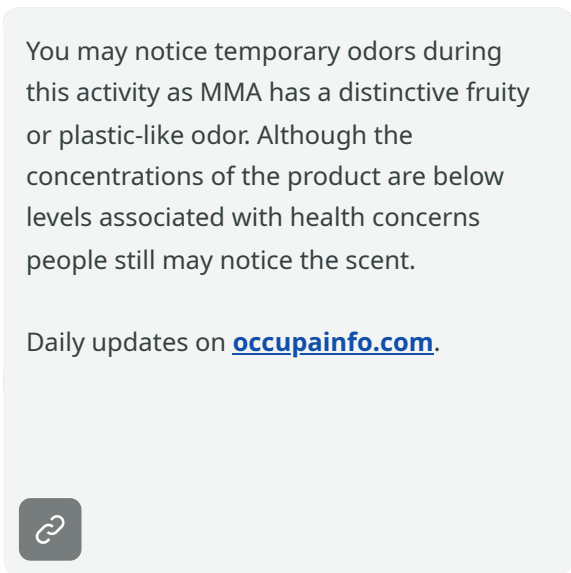 You may notice temporary odors during
this activity as MMA has a distinctive fruity
or plastic-like odor. Although the
concentrations of the product are below
levels associated with health concerns
people still may notice the scent.
Daily updates on occupainfo.com.